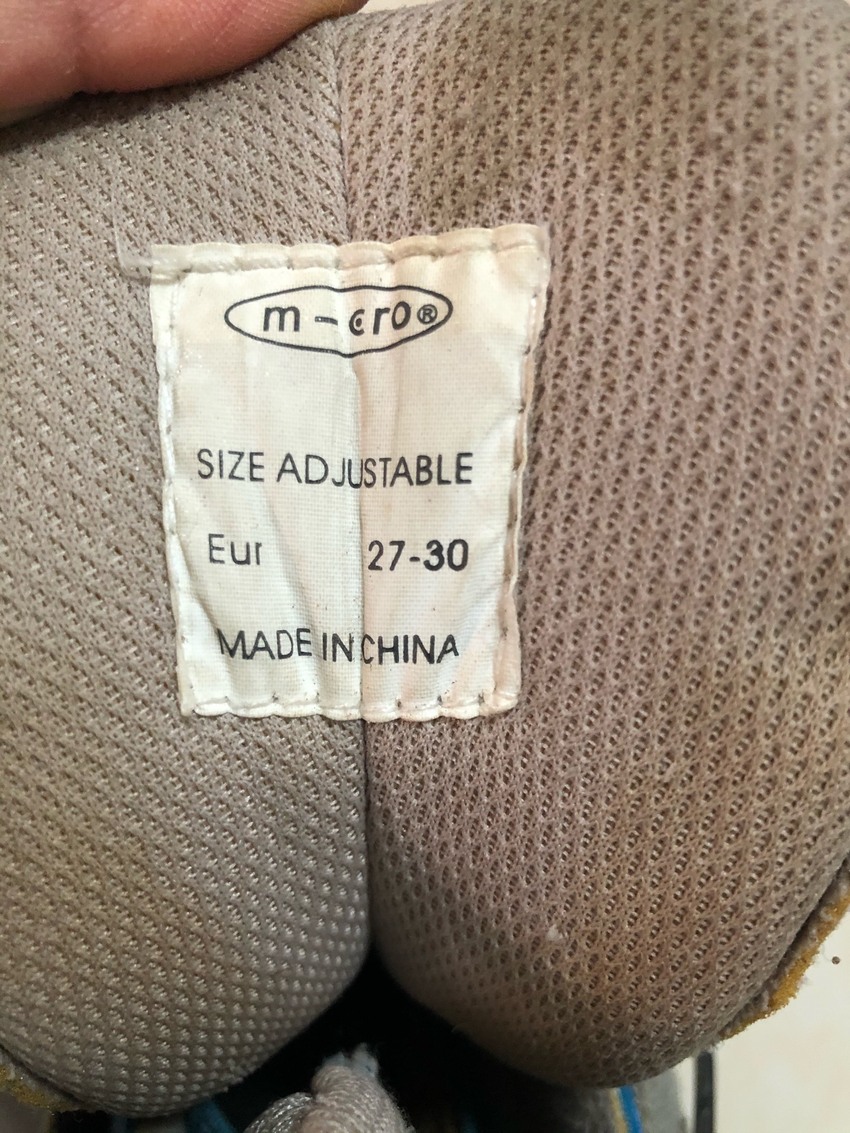 m-cro®
SIZE ADJUSTABLE
Eur 27-30
MADE IN CHINA